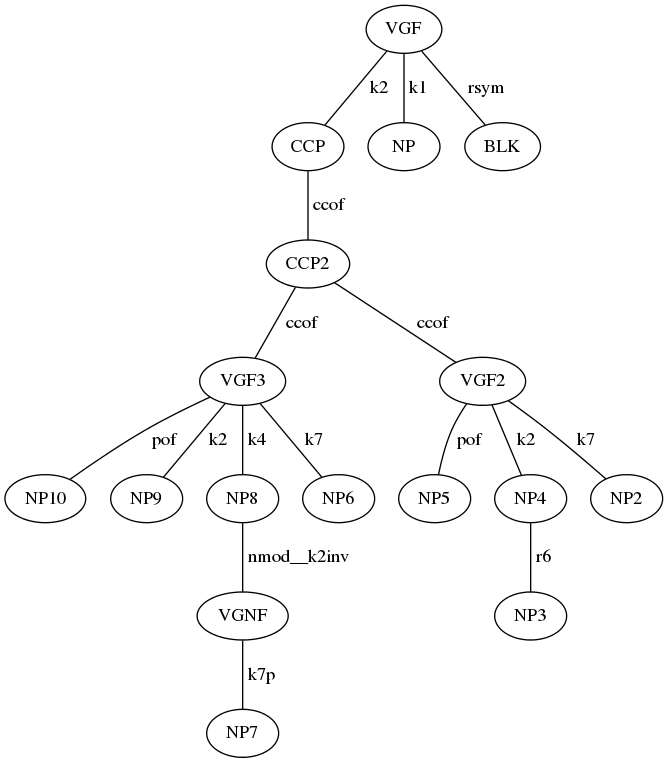 VGF
k2 k1 rsym
CCP NP BLK
ccof
CCP2
ccof ccof
VGF3 VGF2
pof k2 k4 k7 pof k2 k7
NP10 NP9 NP8 NP6 NP5 NP4 NP2
nmod__k2inv r6
VGNF NP3
k7p
NP7